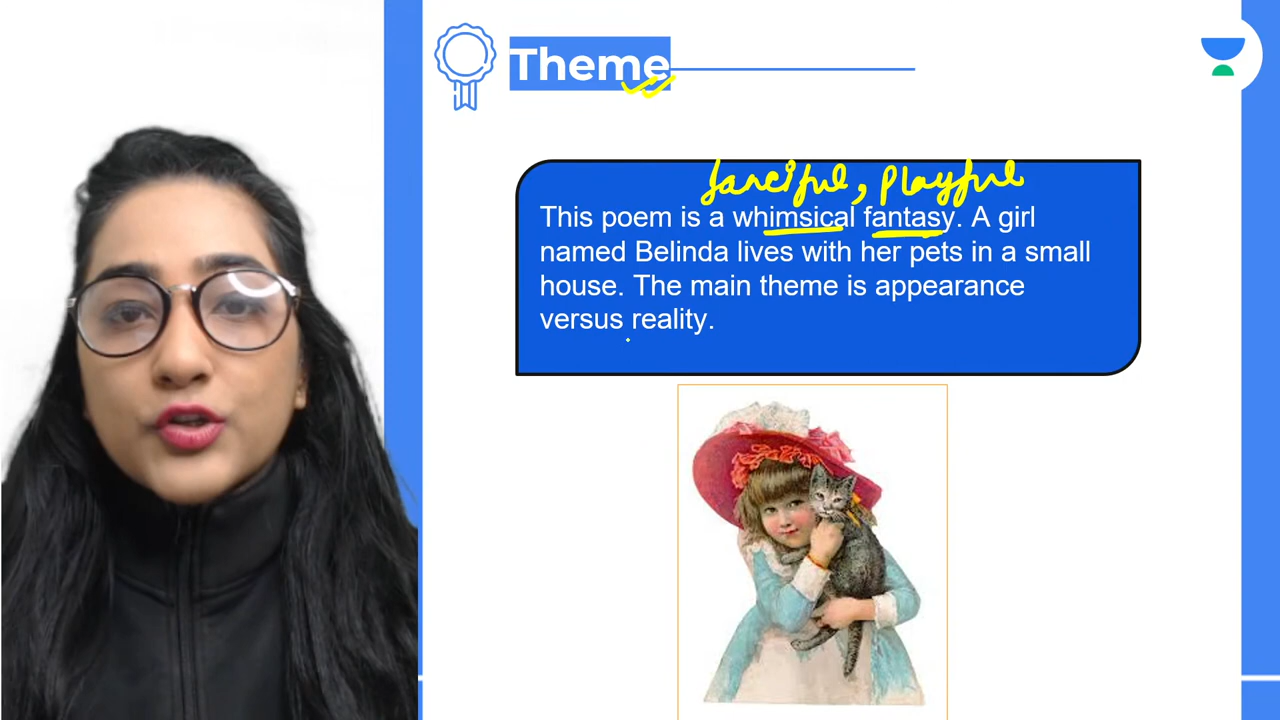 Theme
fanciful, Playful
This poem is a whimsical fantasy. A girl
named Belinda lives with her pets in a small
house. The main theme is appearance
versus reality.